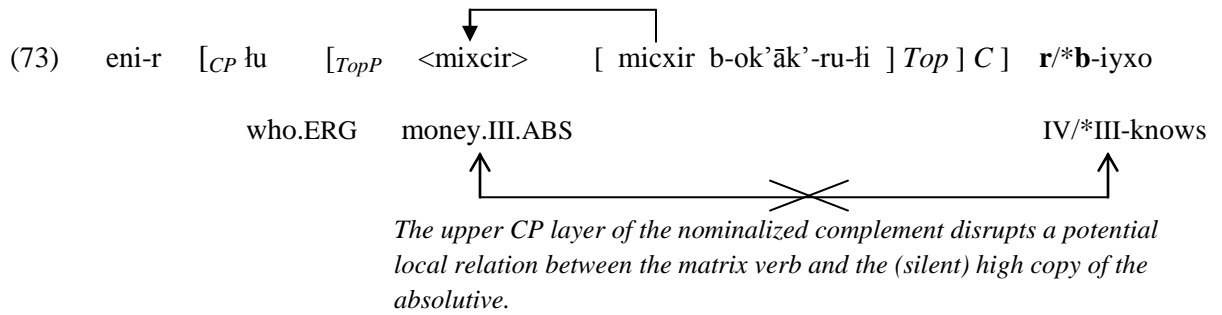 (73) eni-r [CP łu [TopP <mixcir> [ micxir b-ok’āk’-ru-łi ] Top ] C ] r/*b-iyxo
who.ERG money.III.ABS IV/*III-knows
The upper CP layer of the nominalized complement disrupts a potential
local relation between the matrix verb and the (silent) high copy of the
absolutive.